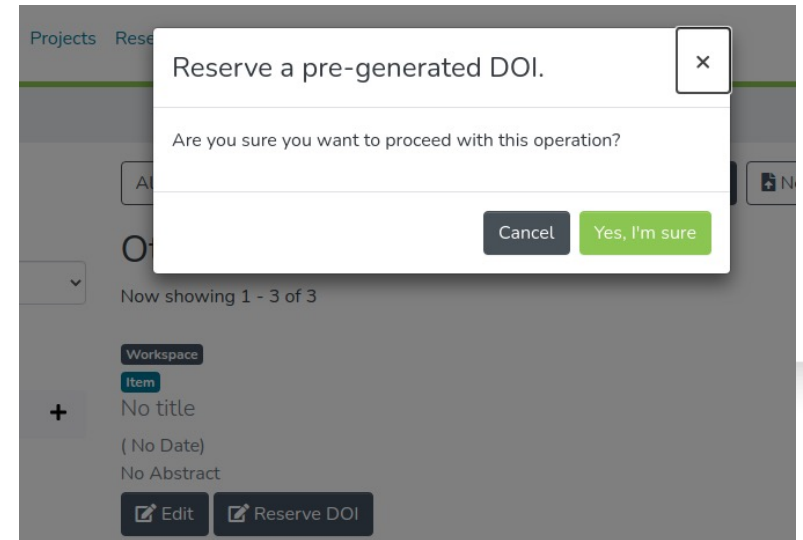 Projects Rese
Reserve a pre-generated DOI.
×
Are you sure you want to proceed with this operation?
Cancel
Yes, I'm sure
Now showing 1 - 3 of 3
Workspace
Item
No title
( No Date)
No Abstract
Edit
Reserve DOI